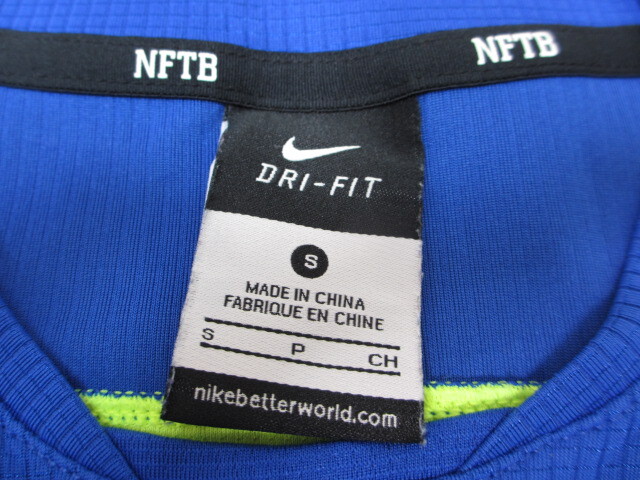 NFTB NFTB
DRI-FIT
S
MADE IN CHINA
FABRIQUE EN CHINE
S P CH
nikebetterworld.com